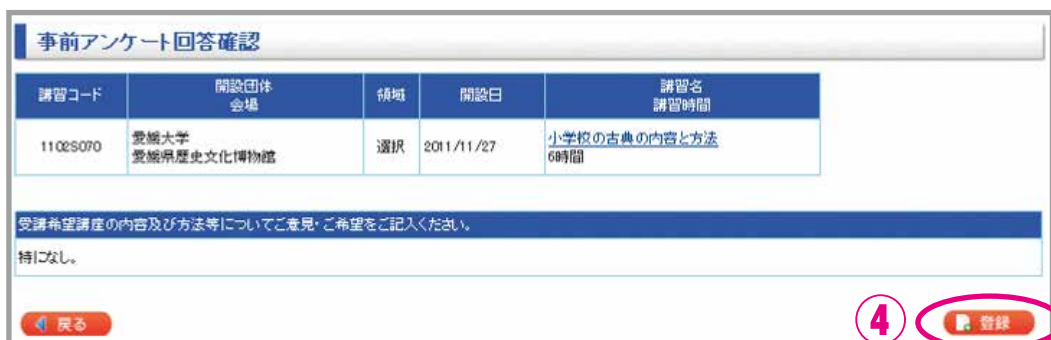 事前アンケート回答確認
講習コード
開設団体
会場
領域
開設日
講習名
講習時間
1102S070
愛媛大学
愛媛県歴史文化博物館
選択
2011/11/27
小学校の古典の内容と方法
6時間
受講希望講座の内容及び方法等についてご意見・ご希望をご記入ください。
特になし。
戻る
④
登録